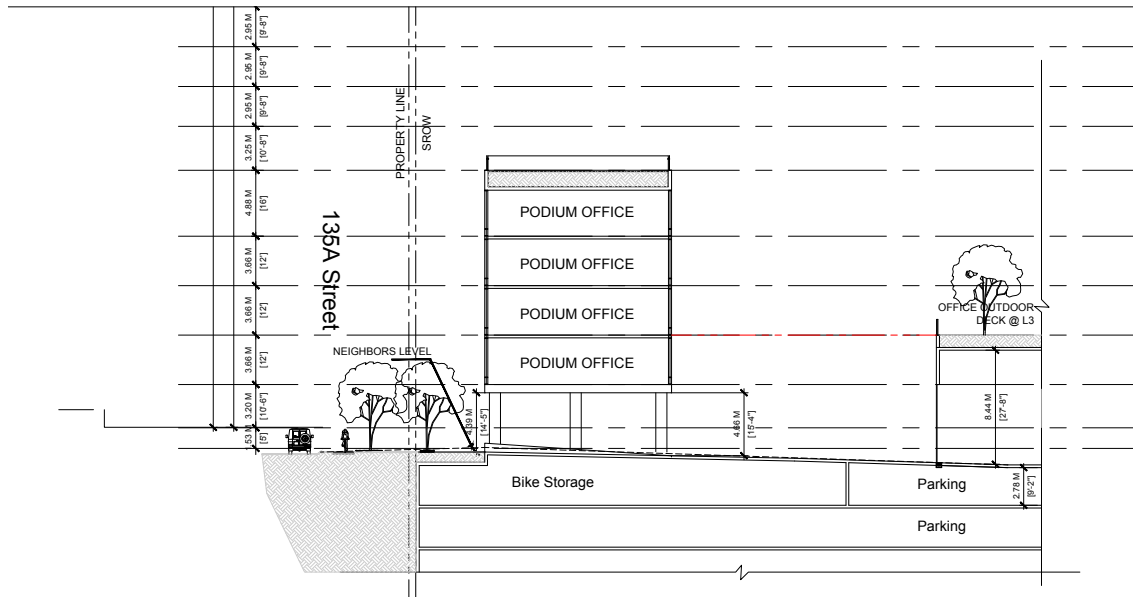 2.95 M
[9'-8"]
2.95 M
[9'-8"]
2.95 M
[9'-8"]
3.25 M
[10'-8"]
4.88 M
[16']
3.66 M
[12']
3.66 M
[12']
3.66 M
[12']
3.20 M
[10'-6"]
1.53 M
[5']
PROPERTY LINE
SROW
135A Street
NEIGHBORS LEVEL
PODIUM OFFICE
PODIUM OFFICE
PODIUM OFFICE
PODIUM OFFICE
4.39 M
[14'-5"]
4.66 M
[15'-4"]
OFFICE OUTDOOR
DECK @ L3
8.44 M
[27'-8"]
2.78 M
[9'-2"]
Bike Storage
Parking
Parking